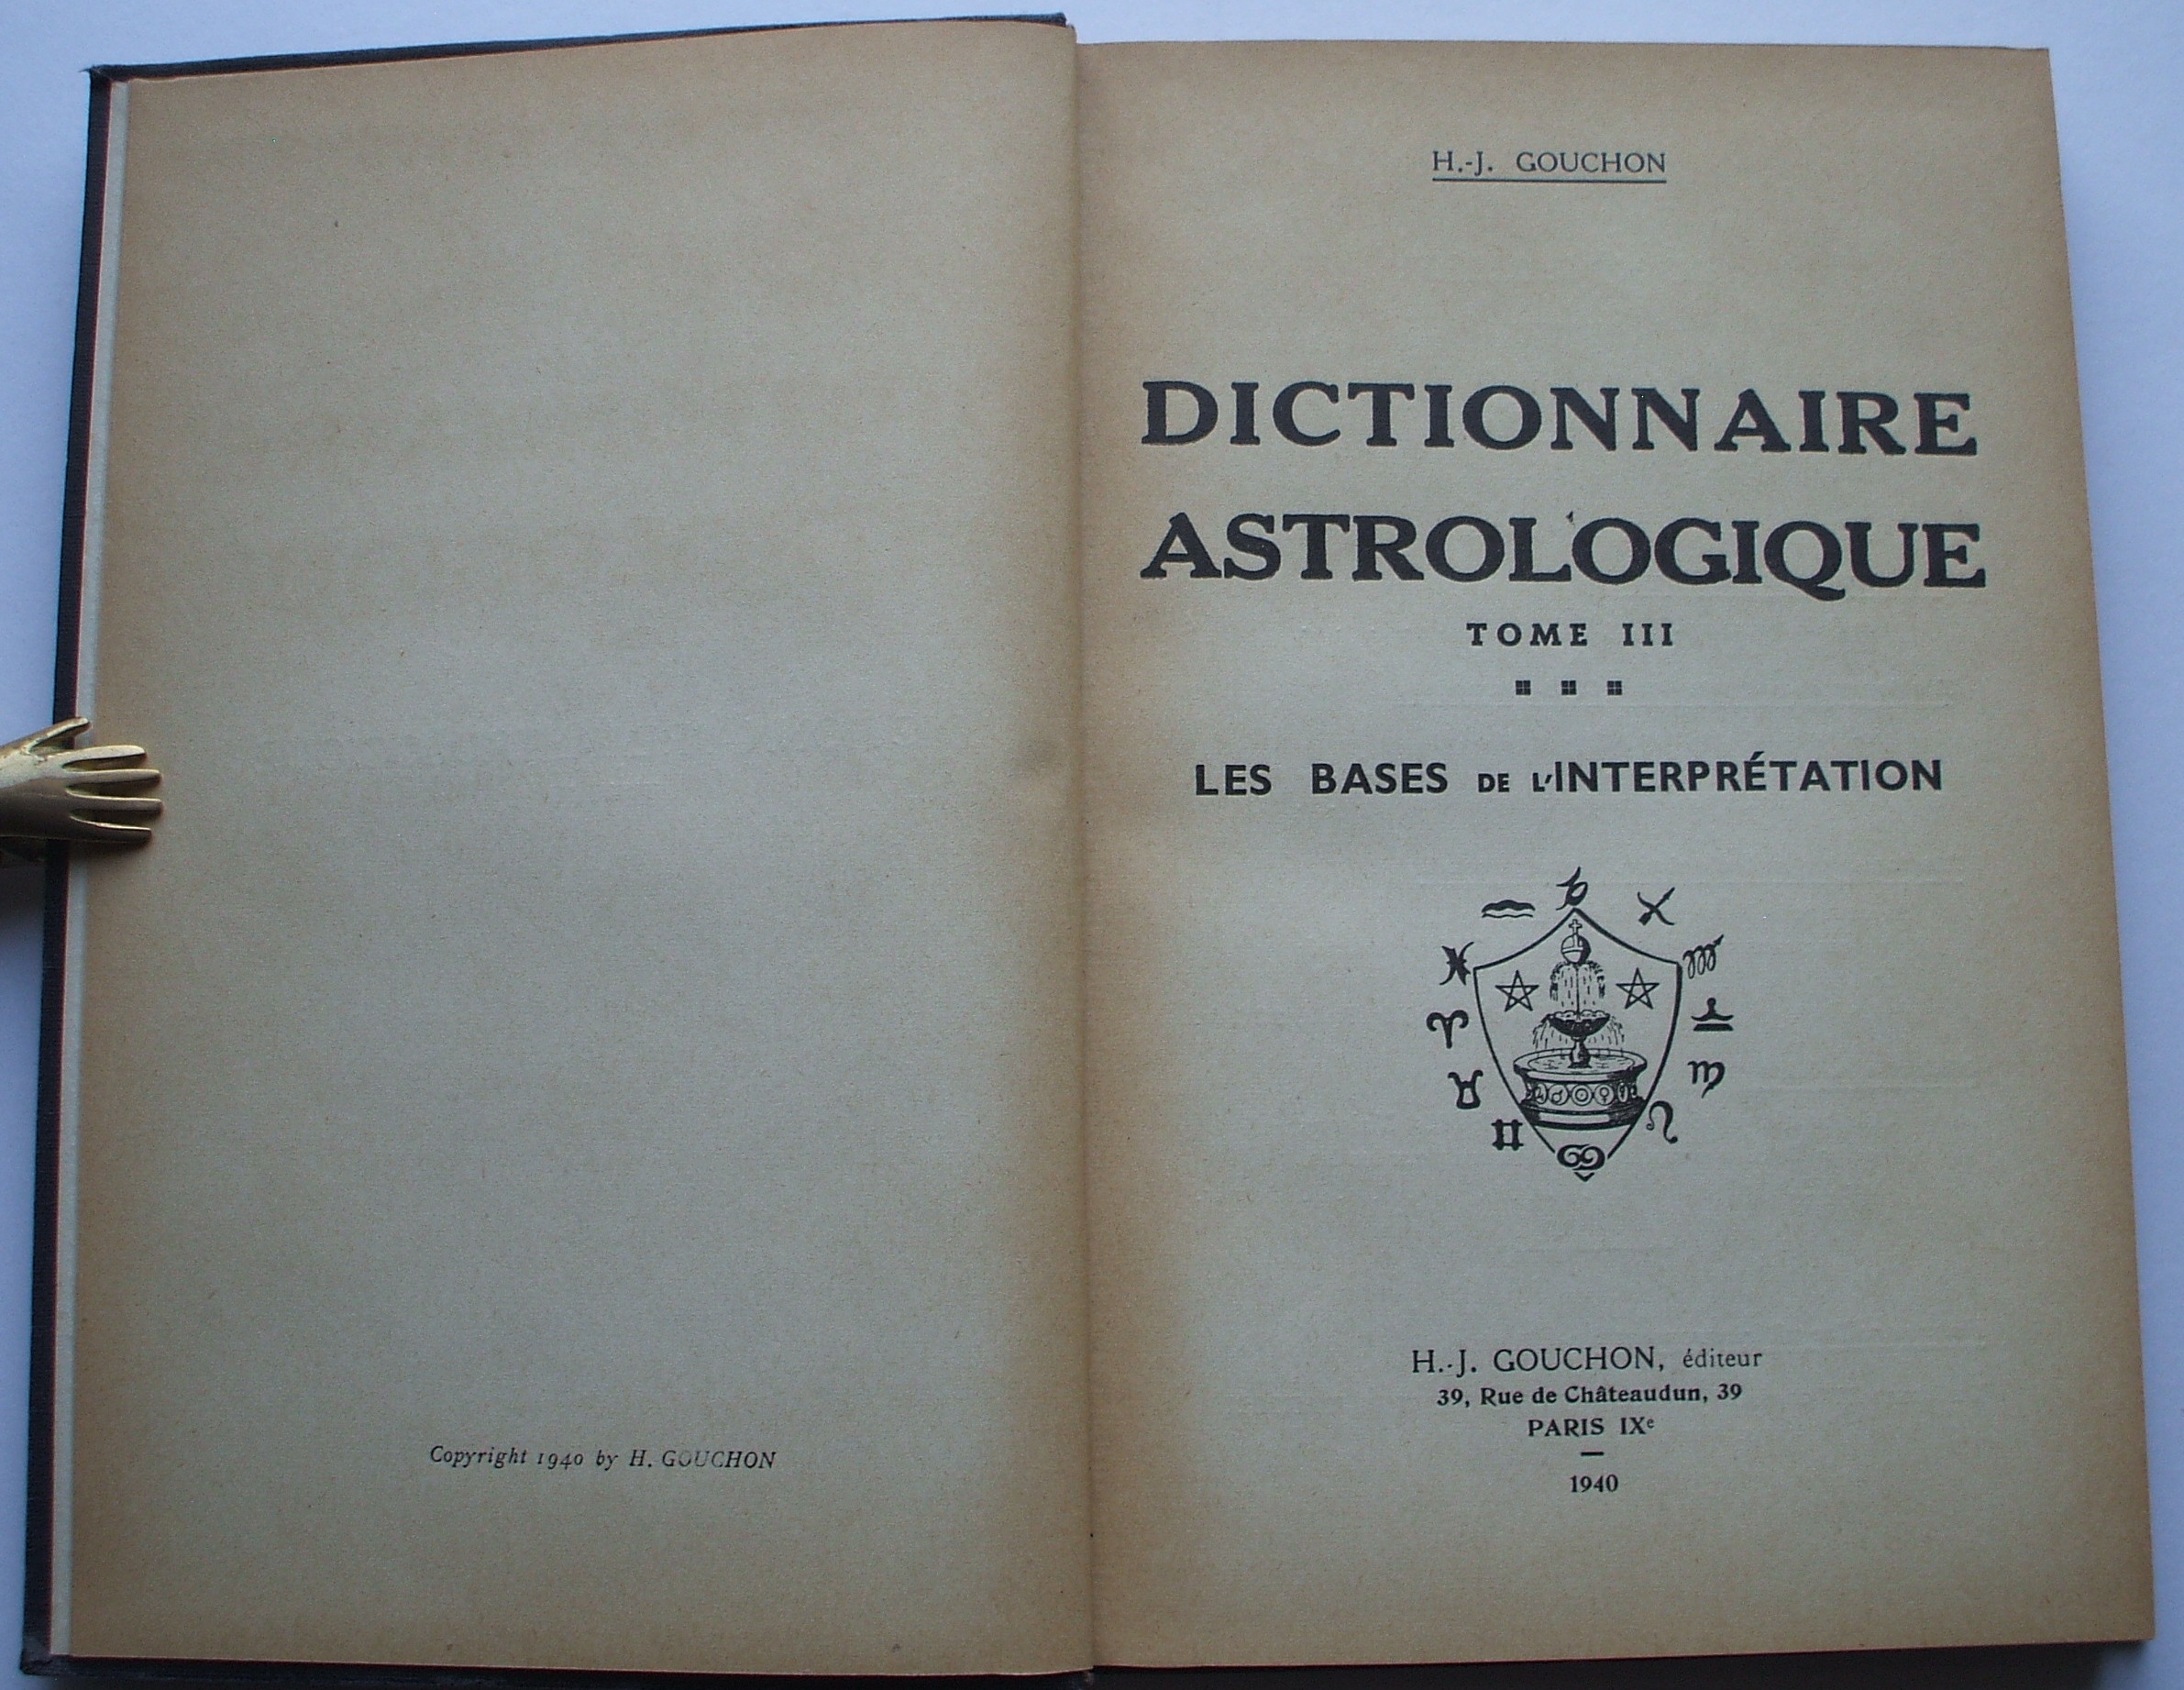 Copyright 1940 by H. GOUCHON
H.-J. GOUCHON
DICTIONNAIRE
ASTROLOGIQUE
TOME III
LES BASES DE L'INTERPRÉTATION
H.-J. GOUCHON, éditeur
39, Rue de Châteaudun, 39
PARIS IXe
1940